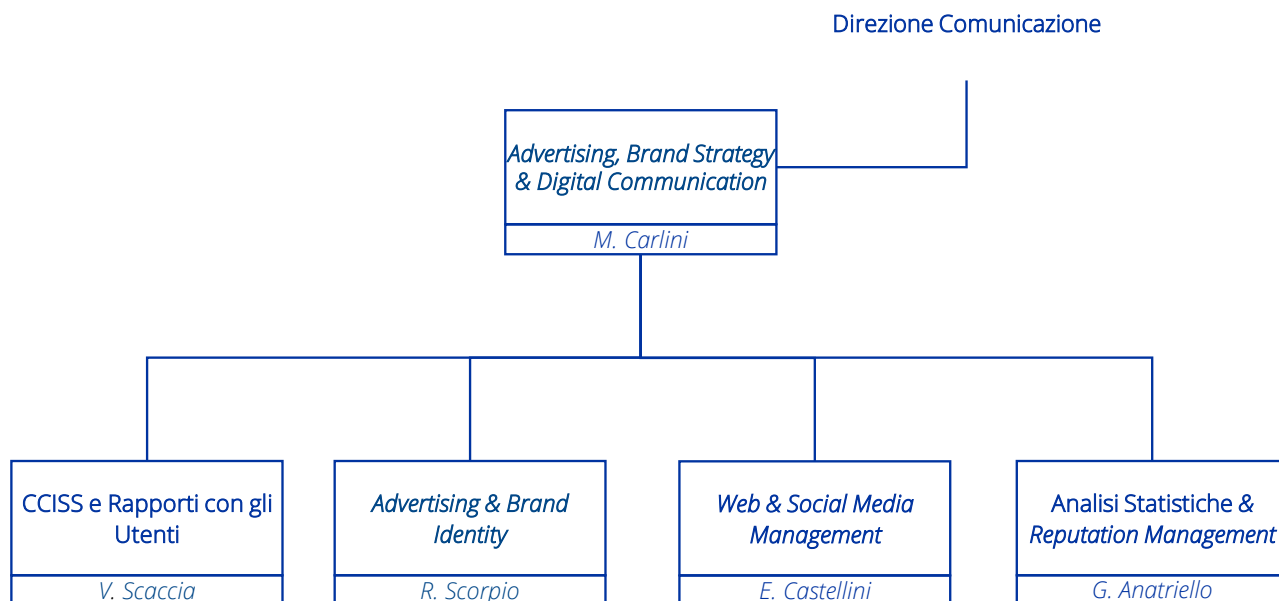 Direzione Comunicazione
Advertising, Brand Strategy
& Digital Communication
M. Carlini
CCISS e Rapporti con gli
Utenti
V. Scaccia
Advertising & Brand
Identity
R. Scorpio
Web & Social Media
Management
E. Castellini
Analisi Statistiche &
Reputation Management
G. Anatriello